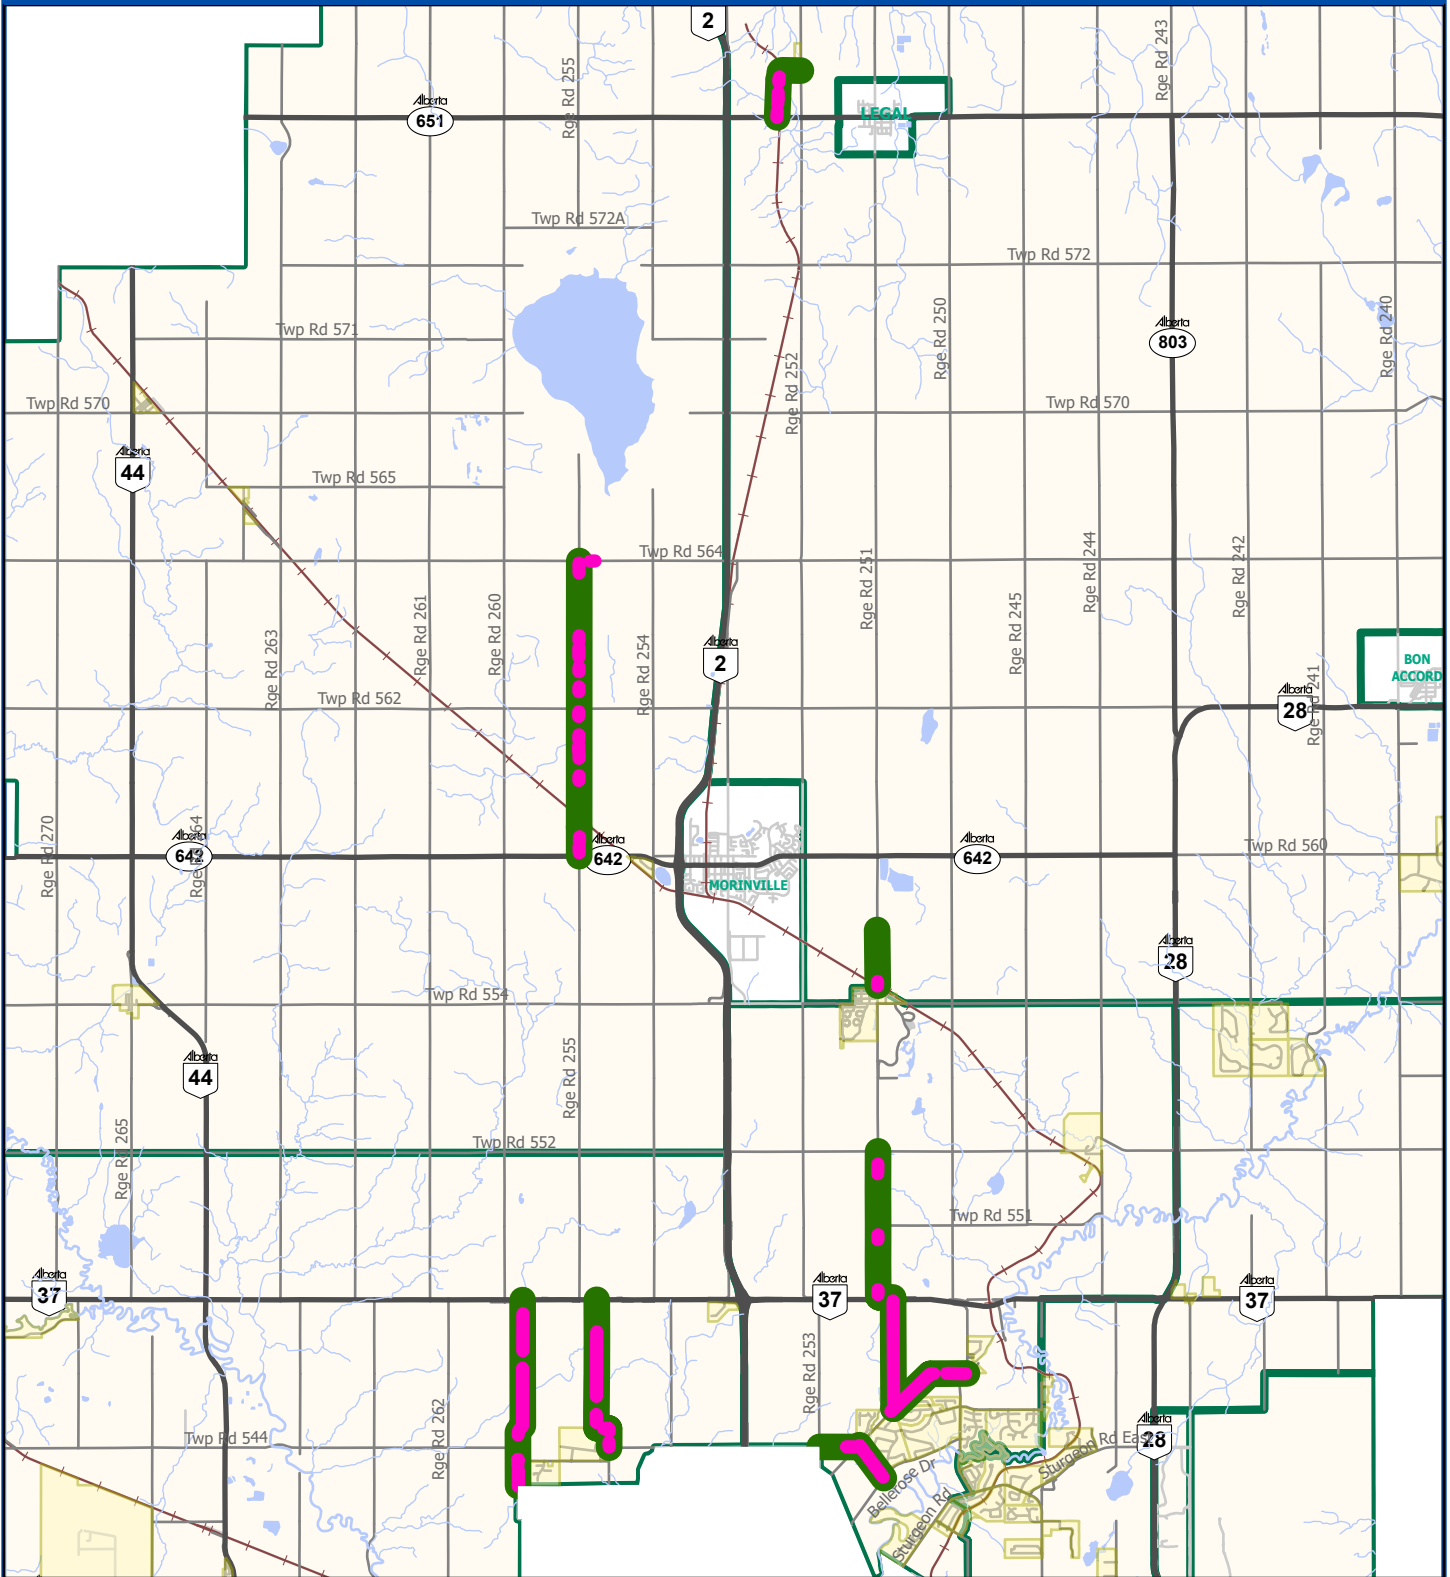 2
Rge Rd 243
Rge Rd 255
Alberta
651
LEGAL
Twp Rd 572A
Twp Rd 572
Rge Rd 250
Rge Rd 240
Alberta
803
Twp Rd 571
Rge Rd 252
Twp Rd 570
Twp Rd 570
Alberta
44
Twp Rd 565
Twp Rd 564
Rge Rd 251
Rge Rd 244
Rge Rd 242
Rge Rd 263
Rge Rd 261
Rge Rd 260
Rge Rd 254
Rge Rd 245
Alberta
2
BON
ACCORD
Rge Rd 241
Twp Rd 562
Alberta
28
Rge Rd 270
Alberta
642
Rge Rd 264
Alberta
642
Alberta
642
Twp Rd 560
MORINVILLE
Alberta
28
Twp Rd 554
Rge Rd 255
Alberta
44
Rge Rd 265
Twp Rd 552
Twp Rd 551
Alberta
37
Alberta
37
Alberta
37
Rge Rd 253
Rge Rd 262
Twp Rd 544
Alberta
28
Sturgeon Rd East
Bellerose Dr
Sturgeon Rd